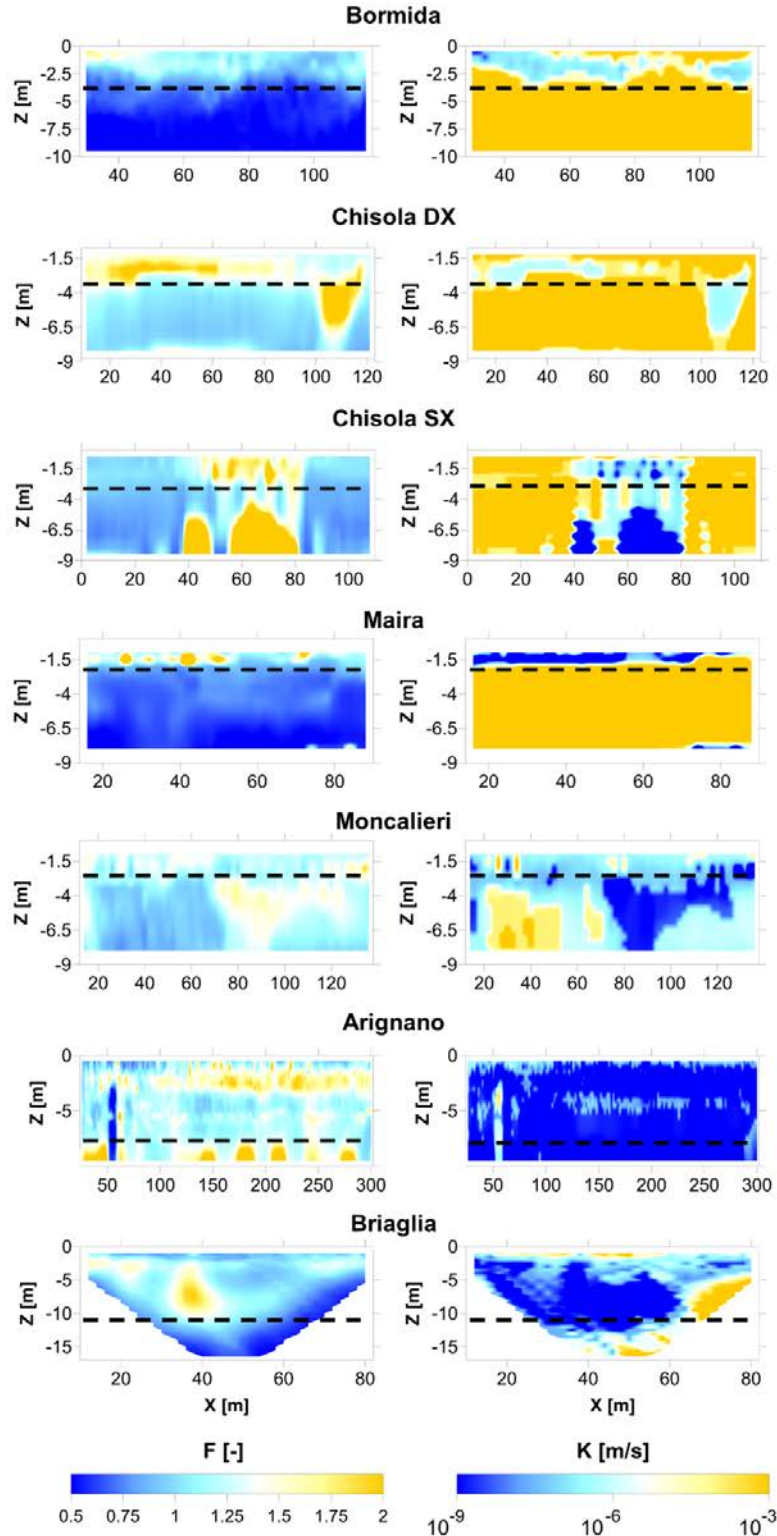 Bormida
Z [m] 0 -2.5 -5 -7.5 -10 Z [m] 0 -2.5 -5 -7.5 -10
40 60 80 100 40 60 80 100
Chisola DX
Z [m] -1.5 -4 -6.5 -9 Z [m] -1.5 -4 -6.5 -9
20 40 60 80 100 120 20 40 60 80 100 120
Chisola SX
Z [m] -1.5 -4 -6.5 -9 Z [m] -1.5 -4 -6.5 -9
0 20 40 60 80 100 0 20 40 60 80 100
Maira
Z [m] -1.5 -4 -6.5 -9 Z [m] -1.5 -4 -6.5 -9
20 40 60 80 20 40 60 80
Moncalieri
Z [m] -1.5 -4 -6.5 -9 Z [m] -1.5 -4 -6.5 -9
20 40 60 80 100 120 20 40 60 80 100 120
Arignano
Z [m] 0 -5 Z [m] 0 -5
50 100 150 200 250 300 50 100 150 200 250 300
Briaglia
Z [m] 0 -5 -10 -15 Z [m] 0 -5 -10 -15
20 40 60 80 20 40 60 80
X [m] X [m]
F [-] K [m/s]
0.5 0.75 1 1.25 1.5 1.75 2 10⁻⁹ 10⁻⁶ 10⁻³